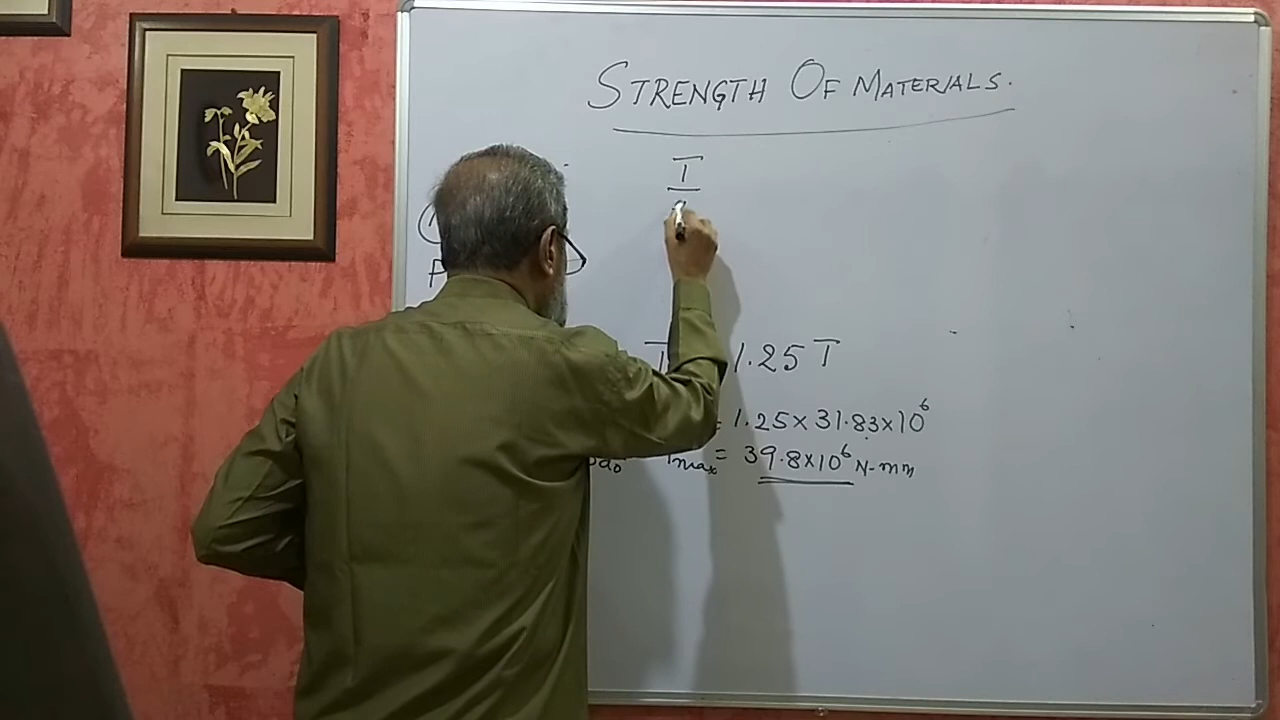 STRENGTH OF MATERIALS.
T
1.25 T
= 1.25 × 31.83 × 10⁶
Tmax = 39.8 × 10⁶ N-mm